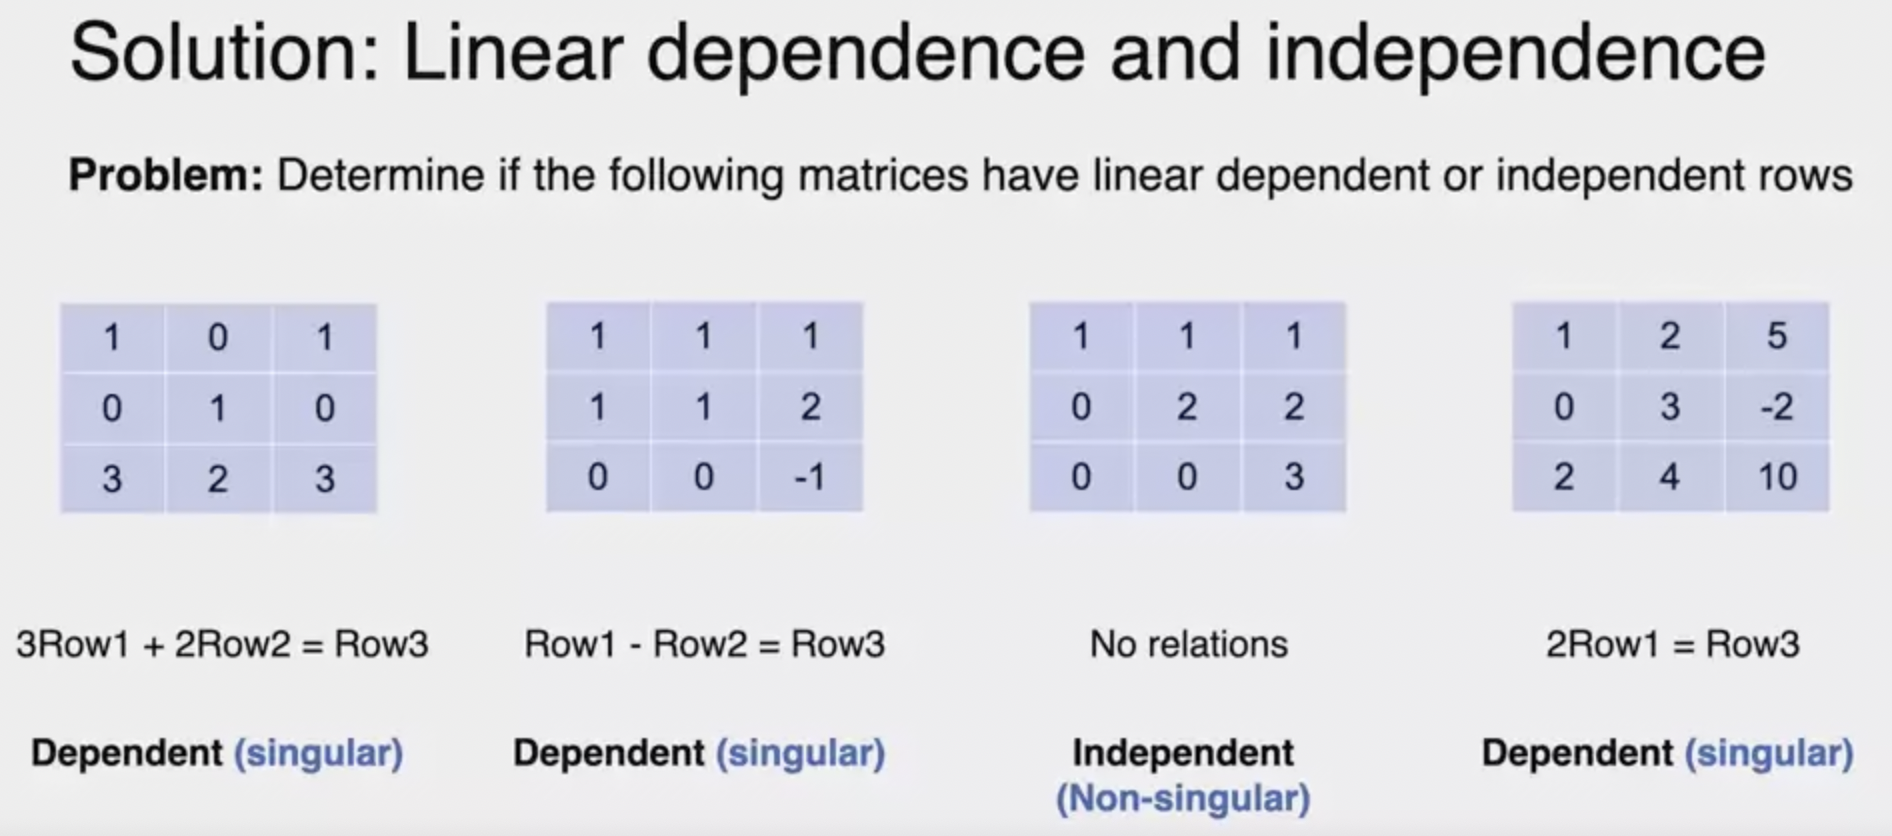 Solution: Linear dependence and independence
Problem: Determine if the following matrices have linear dependent or independent rows
1 0 1
0 1 0
3 2 3
1 1 1
1 1 2
0 0 -1
1 1 1
0 2 2
0 0 3
1 2 5
0 3 -2
2 4 10
3Row1 + 2Row2 = Row3
Row1 - Row2 = Row3
No relations
2Row1 = Row3
Dependent (singular)
Dependent (singular)
Independent
(Non-singular)
Dependent (singular)